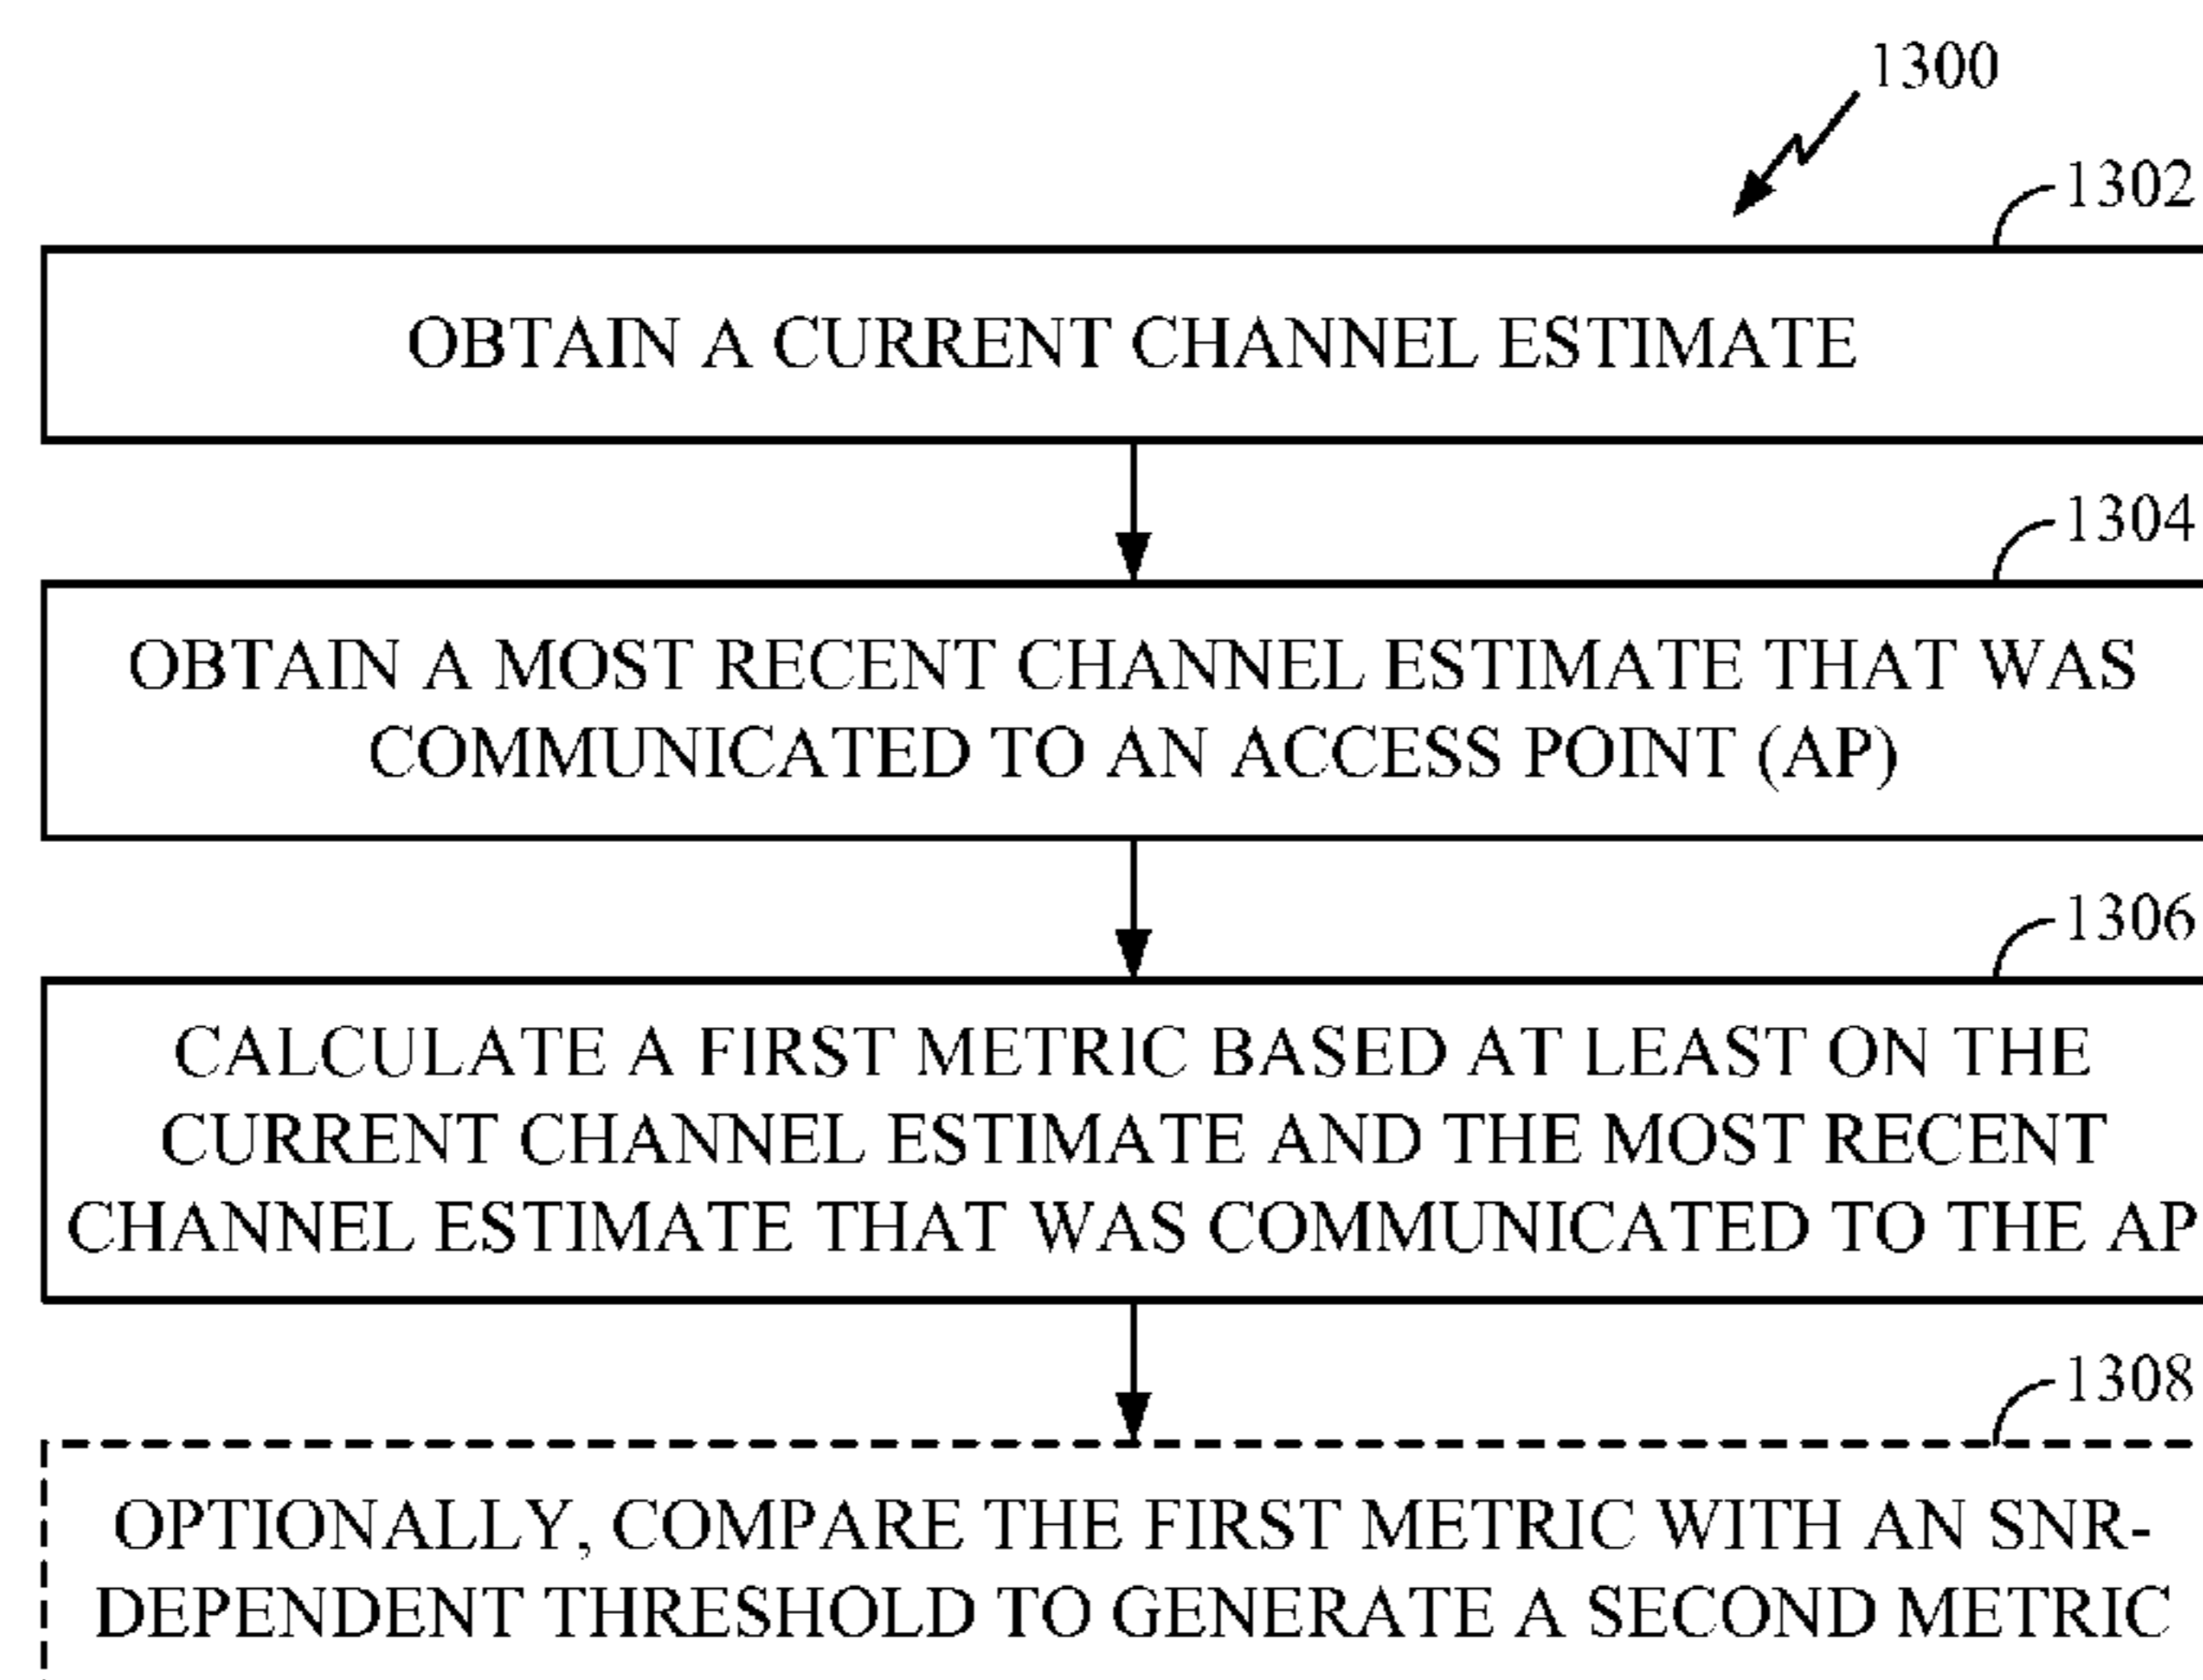 1300
1302
OBTAIN A CURRENT CHANNEL ESTIMATE
1304
OBTAIN A MOST RECENT CHANNEL ESTIMATE THAT WAS
COMMUNICATED TO AN ACCESS POINT (AP)
1306
CALCULATE A FIRST METRIC BASED AT LEAST ON THE
CURRENT CHANNEL ESTIMATE AND THE MOST RECENT
CHANNEL ESTIMATE THAT WAS COMMUNICATED TO THE AP
1308
OPTIONALLY, COMPARE THE FIRST METRIC WITH AN SNR-
DEPENDENT THRESHOLD TO GENERATE A SECOND METRIC